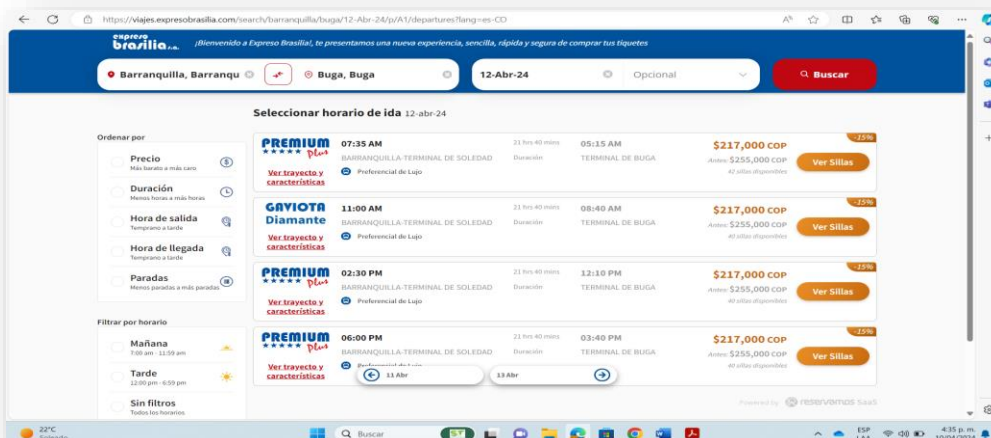 https://viajes.expresobrasilia.com/search/barranquilla/buga/12-Abr-24/p/A1/departures?lang=es-CD
expreso
brasilia S.A.
¡Bienvenido a Expreso Brasilia!, te presentamos una nueva experiencia, sencilla, rápida y segura de comprar tus tiquetes
Barranquilla, Barranqu
Buga, Buga
12-Abr-24
Opcional
Buscar
Seleccionar horario de ida 12-abr-24
Ordenar por
Precio
Más barato a más caro
Duración
Menos horas a más horas
Hora de salida
Temprano a tarde
Hora de llegada
Temprano a tarde
Paradas
Menos paradas a más paradas
Filtrar por horario
Mañana
7:00 am - 11:59 am
Tarde
12:00 pm - 6:59 pm
Sin filtros
Todos los horarios
-15%
PREMIUM Plus
07:35 AM
21 hrs 40 mins
05:15 AM
$217,000 COP
BARRANQUILLA-TERMINAL DE SOLEDAD
Duración
TERMINAL DE BUGA
Antes: $255,000 COP
Ver Sillas
Ver trayecto y características
Preferencial de Lujo
42 sillas disponibles
-15%
GAVIOTA Diamante
11:00 AM
21 hrs 40 mins
08:40 AM
$217,000 COP
BARRANQUILLA-TERMINAL DE SOLEDAD
Duración
TERMINAL DE BUGA
Antes: $255,000 COP
Ver Sillas
Ver trayecto y características
Preferencial de Lujo
40 sillas disponibles
-15%
PREMIUM Plus
02:30 PM
21 hrs 40 mins
12:10 PM
$217,000 COP
BARRANQUILLA-TERMINAL DE SOLEDAD
Duración
TERMINAL DE BUGA
Antes: $255,000 COP
Ver Sillas
Ver trayecto y características
Preferencial de Lujo
40 sillas disponibles
-15%
PREMIUM Plus
06:00 PM
21 hrs 40 mins
03:40 PM
$217,000 COP
BARRANQUILLA-TERMINAL DE SOLEDAD
Duración
TERMINAL DE BUGA
Antes: $255,000 COP
Ver Sillas
Ver trayecto y características
40 sillas disponibles
11 Abr
13 Abr
Powered by reservamos SaaS
22°C
Buscar
ESP
LAA
4:35 p. m.
10/04/2024